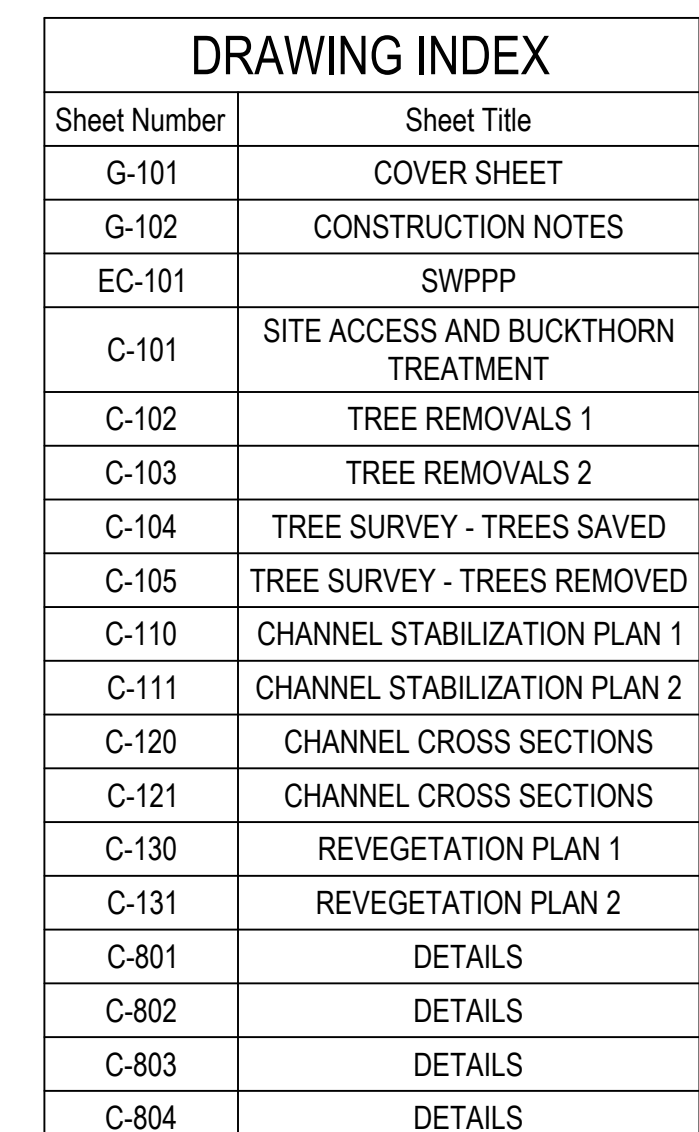 DRAWING INDEX
Sheet Number Sheet Title
G-101 COVER SHEET
G-102 CONSTRUCTION NOTES
EC-101 SWPPP
C-101 SITE ACCESS AND BUCKTHORN
TREATMENT
C-102 TREE REMOVALS 1
C-103 TREE REMOVALS 2
C-104 TREE SURVEY - TREES SAVED
C-105 TREE SURVEY - TREES REMOVED
C-110 CHANNEL STABILIZATION PLAN 1
C-111 CHANNEL STABILIZATION PLAN 2
C-120 CHANNEL CROSS SECTIONS
C-121 CHANNEL CROSS SECTIONS
C-130 REVEGETATION PLAN 1
C-131 REVEGETATION PLAN 2
C-801 DETAILS
C-802 DETAILS
C-803 DETAILS
C-804 DETAILS